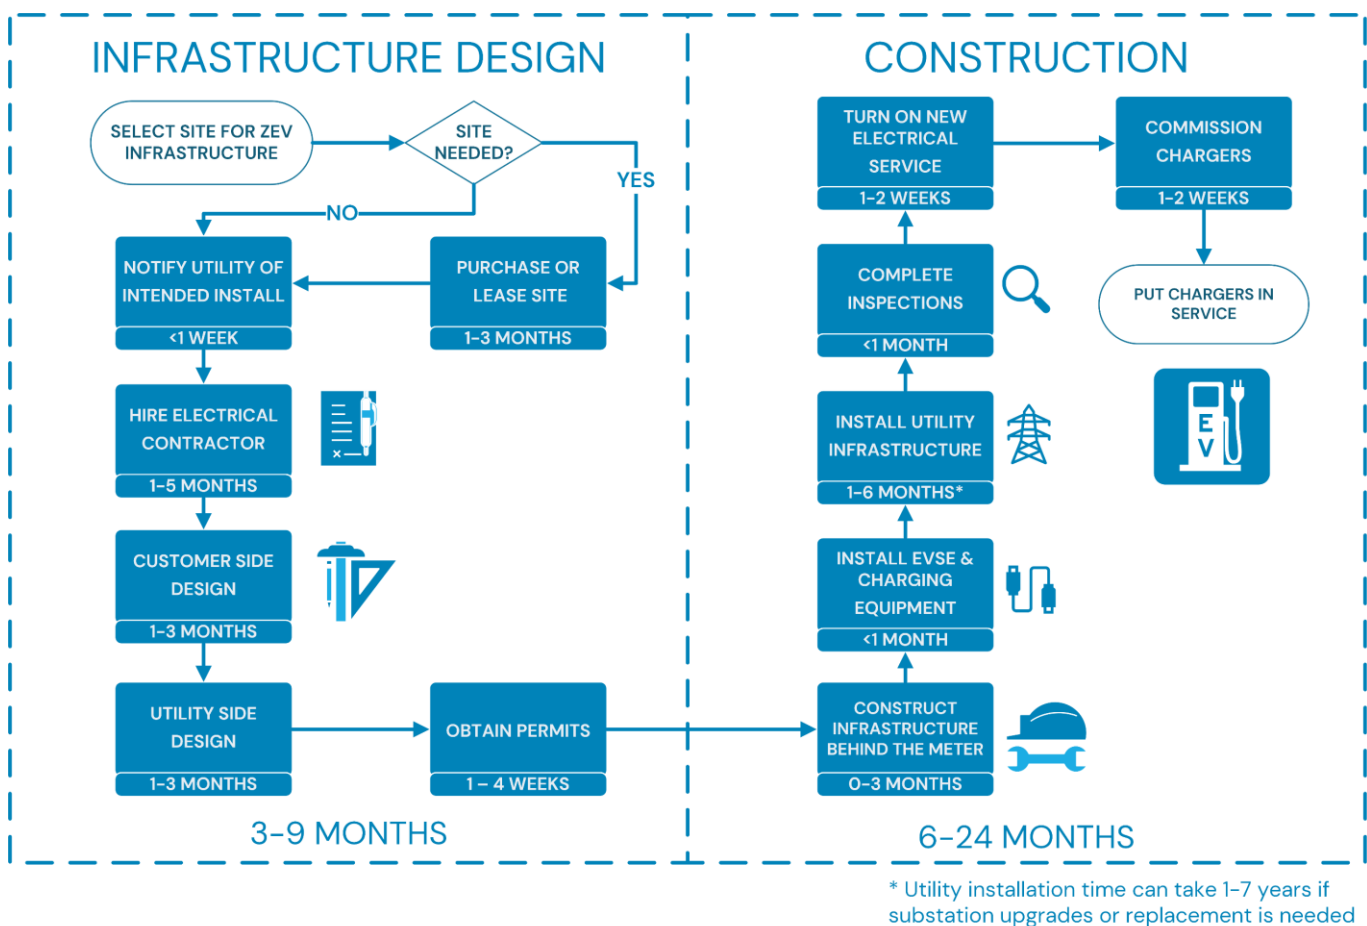 INFRASTRUCTURE DESIGN
SELECT SITE FOR ZEV
INFRASTRUCTURE
SITE
NEEDED?
YES
NO
NOTIFY UTILITY OF
INTENDED INSTALL
<1 WEEK
PURCHASE OR
LEASE SITE
1-3 MONTHS
HIRE ELECTRICAL
CONTRACTOR
1-5 MONTHS
CUSTOMER SIDE
DESIGN
1-3 MONTHS
UTILITY SIDE
DESIGN
1-3 MONTHS
OBTAIN PERMITS
1 – 4 WEEKS
3-9 MONTHS
CONSTRUCTION
CONSTRUCT
INFRASTRUCTURE
BEHIND THE METER
0-3 MONTHS
INSTALL EVSE &
CHARGING
EQUIPMENT
<1 MONTH
INSTALL UTILITY
INFRASTRUCTURE
1-6 MONTHS*
COMPLETE
INSPECTIONS
<1 MONTH
TURN ON NEW
ELECTRICAL
SERVICE
1-2 WEEKS
COMMISSION
CHARGERS
1-2 WEEKS
PUT CHARGERS IN
SERVICE
E
V
6-24 MONTHS
* Utility installation time can take 1-7 years if
substation upgrades or replacement is needed